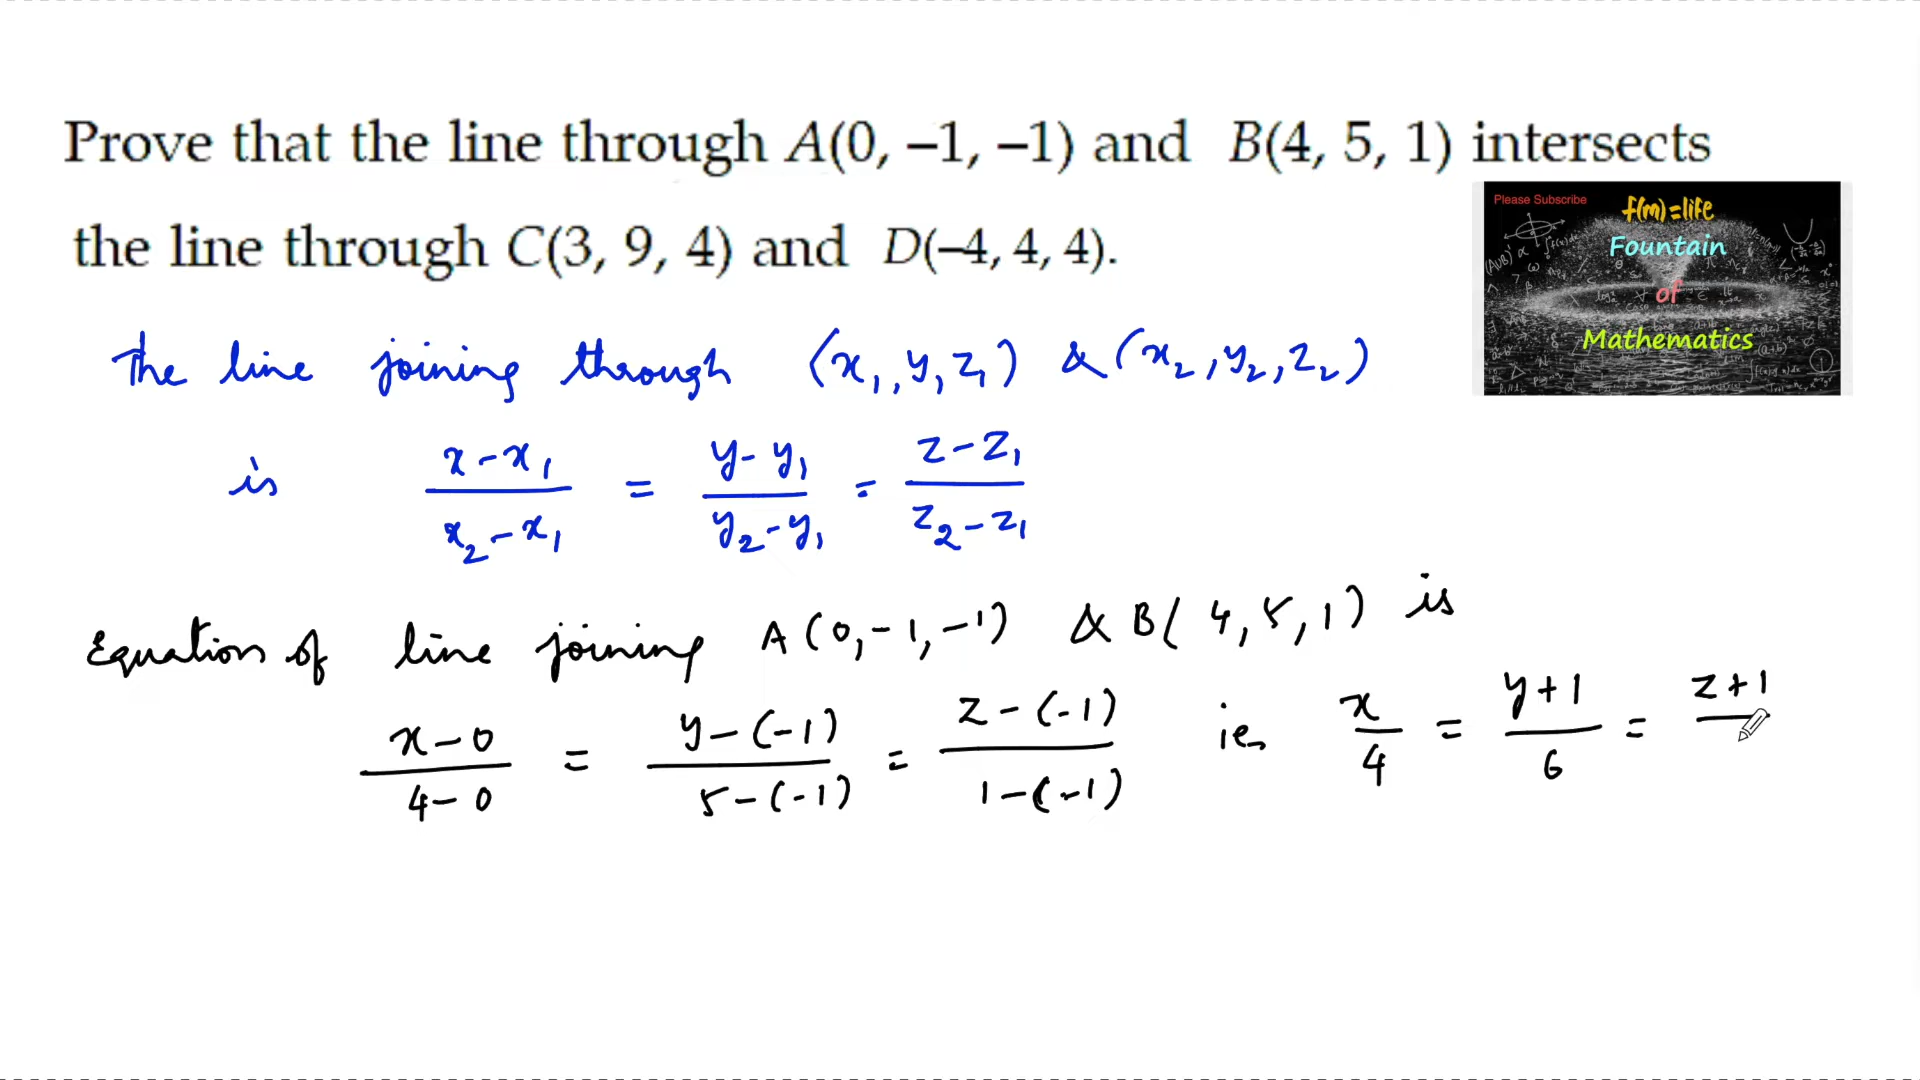 Prove that the line through A(0, –1, –1) and B(4, 5, 1) intersects
the line through C(3, 9, 4) and D(–4, 4, 4).
Please Subscribe
f(m)=life
Fountain
of
Mathematics
The line joining through (x₁, y₁ z₁) & (x₂, y₂, z₂)
is (x-x₁)/(x₂-x₁) = (y-y₁)/(y₂-y₁) = (z-z₁)/(z₂-z₁)
Equation of line joining A(0,-1,-1) & B(4,5,1) is
(x-0)/(4-0) = (y-(-1))/(5-(-1)) = (z-(-1))/(1-(-1)) ie, x/4 = (y+1)/6 = z+1